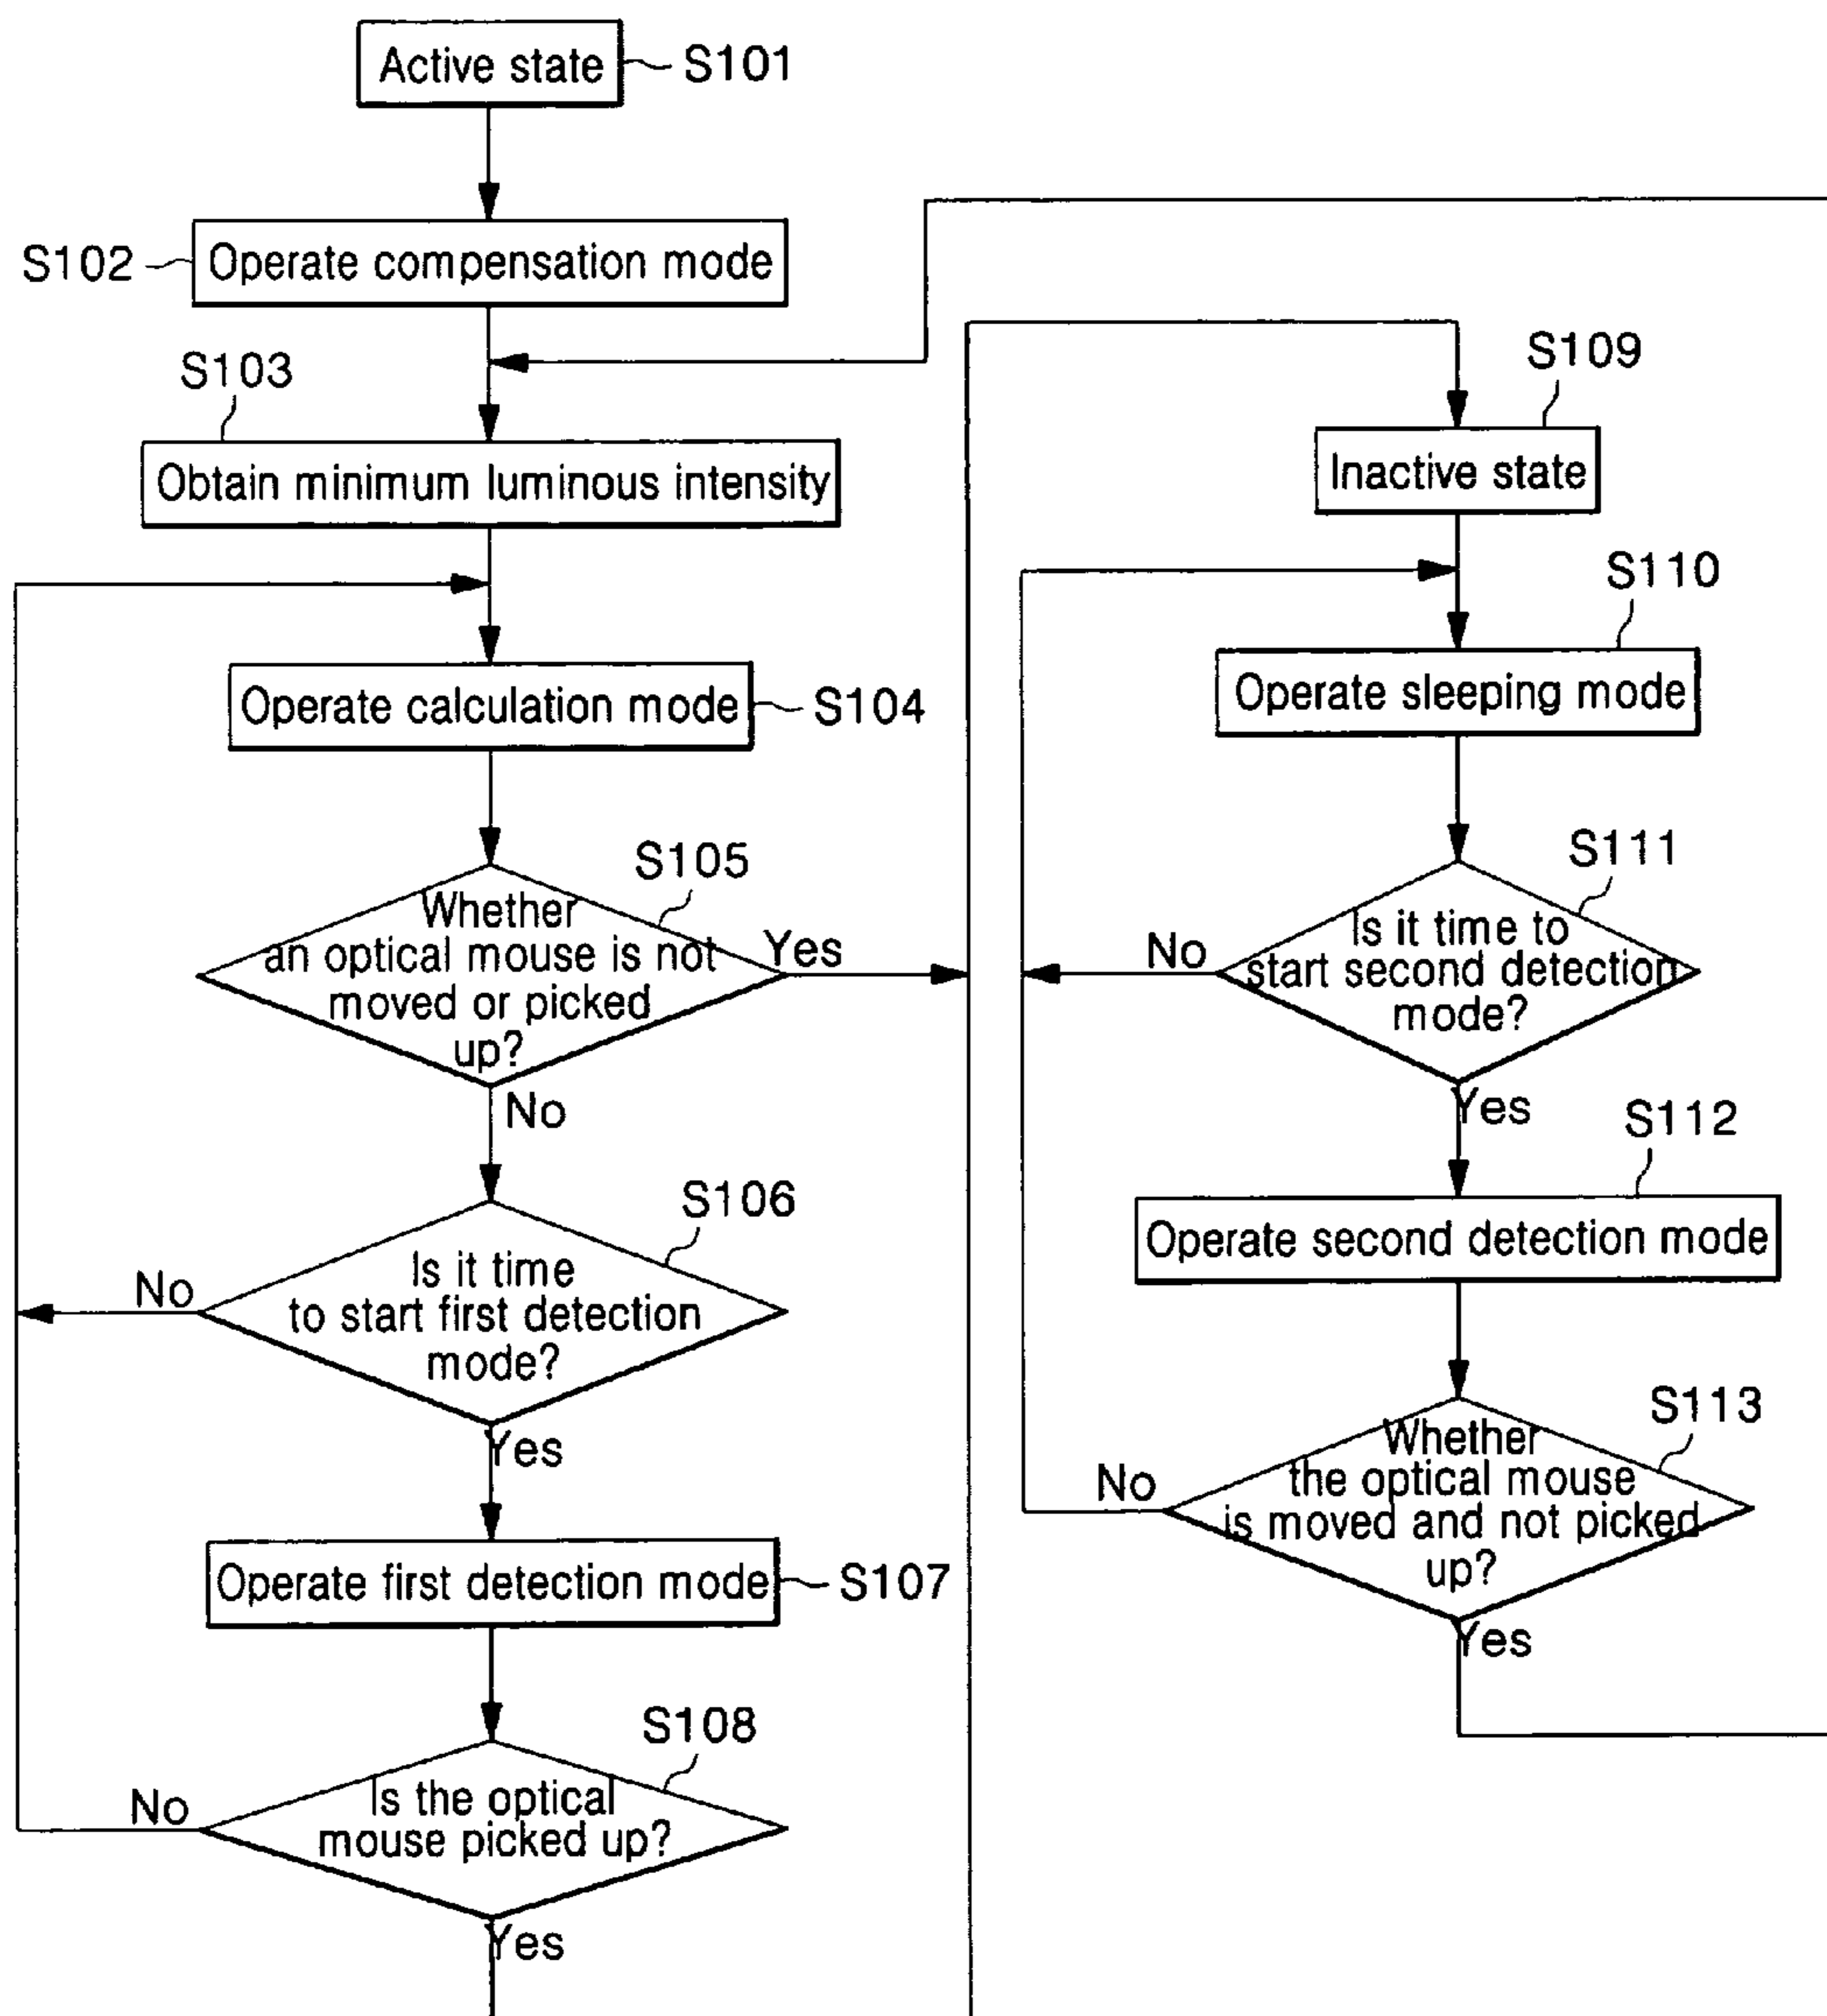 Active state
S101
S102
Operate compensation mode
S103
Obtain minimum luminous intensity
Operate calculation mode
S104
S105
Whether
an optical mouse is not
moved or picked
up?
Yes
No
S106
Is it time
to start first detection
mode?
No
Yes
Operate first detection mode
S107
S108
Is the optical
mouse picked up?
No
Yes
S109
Inactive state
S110
Operate sleeping mode
S111
Is it time to
start second detection
mode?
No
Yes
S112
Operate second detection mode
S113
Whether
the optical mouse
is moved and not picked
up?
No
Yes